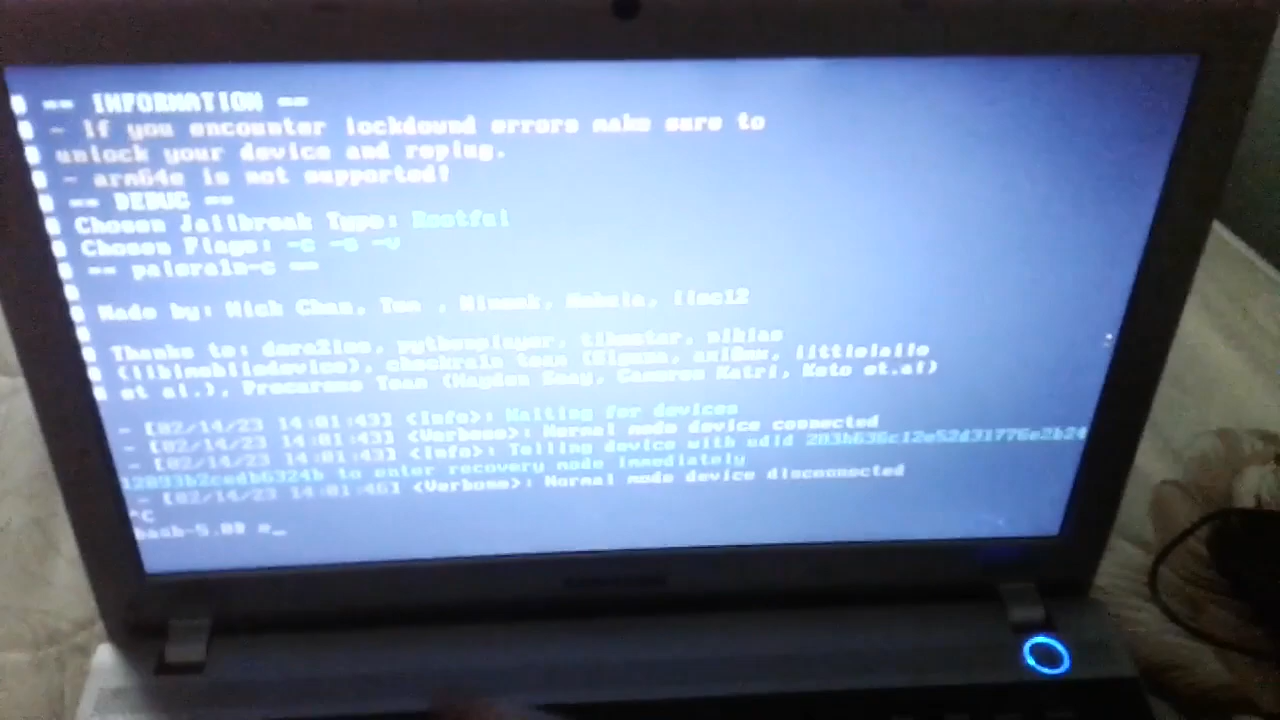 # == INFORMATION ==
# - If you encounter lockdownd errors make sure to
# unlock your device and replug.
# - arm64e is not supported!
# == DEBUG ==
# Chosen Jailbreak Type: Rootful
# Chosen Flags: -c -v
# == palera1n-c ==
#
# Made by: Nick Chan, Tom , Mineek, Nebula, llsc12
#
# Thanks to: dora2ios, pythonplayer, tihmstar, nikias
# (libimobiledevice), checkra1n team (Siguza, axi0mx, littlelailo
# et al.), Procursus Team (Hayden Seay, Cameron Katri, Keto et.al)
- [02/14/23 14:01:43] <Info>: Waiting for devices
- [02/14/23 14:01:43] <Verbose>: Normal mode device connected
- [02/14/23 14:01:43] <Info>: Telling device with udid
to enter recovery mode immediately
- [02/14/23 14:01:46] <Verbose>: Normal mode device disconnected
^C
bash-5.0#